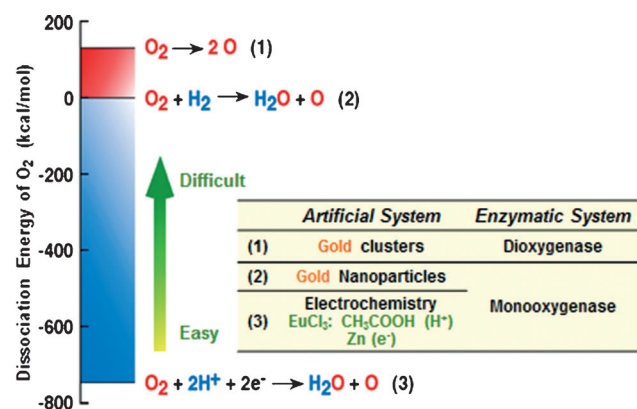 Dissociation Energy of O₂ (kcal/mol)
200
0
-200
-400
-600
-800
O₂ → 2 O (1)
O₂ + H₂ → H₂O + O (2)
Difficult
Easy
Artificial System Enzymatic System
(1) Gold clusters Dioxygenase
(2) Gold Nanoparticles
Monooxygenase
(3) Electrochemistry
EuCl₃: CH₃COOH (H⁺)
Zn (e⁻)
O₂ + 2H⁺ + 2e⁻ → H₂O + O (3)